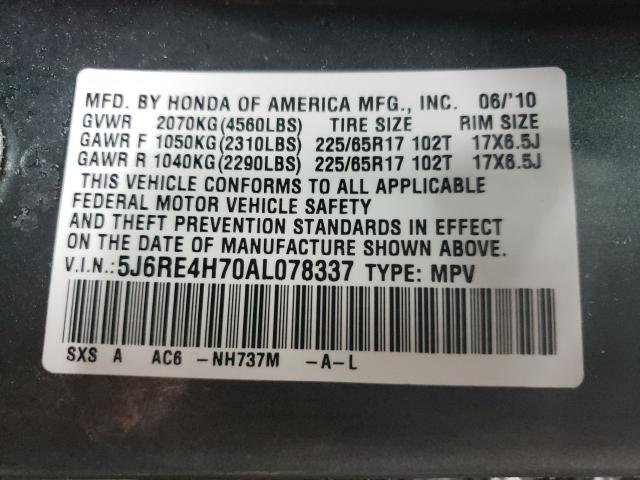 MFD. BY HONDA OF AMERICA MFG., INC. 06/'10
GVWR 2070KG(4560LBS) TIRE SIZE RIM SIZE
GAWR F 1050KG(2310LBS) 225/65R17 102T 17X6.5J
GAWR R 1040KG(2290LBS) 225/65R17 102T 17X6.5J
THIS VEHICLE CONFORMS TO ALL APPLICABLE
FEDERAL MOTOR VEHICLE SAFETY
AND THEFT PREVENTION STANDARDS IN EFFECT
ON THE DATE OF MANUFACTURE SHOWN ABOVE.
V.I.N.:5J6RE4H70AL078337 TYPE: MPV
SXS A AC6 -NH737M -A-L